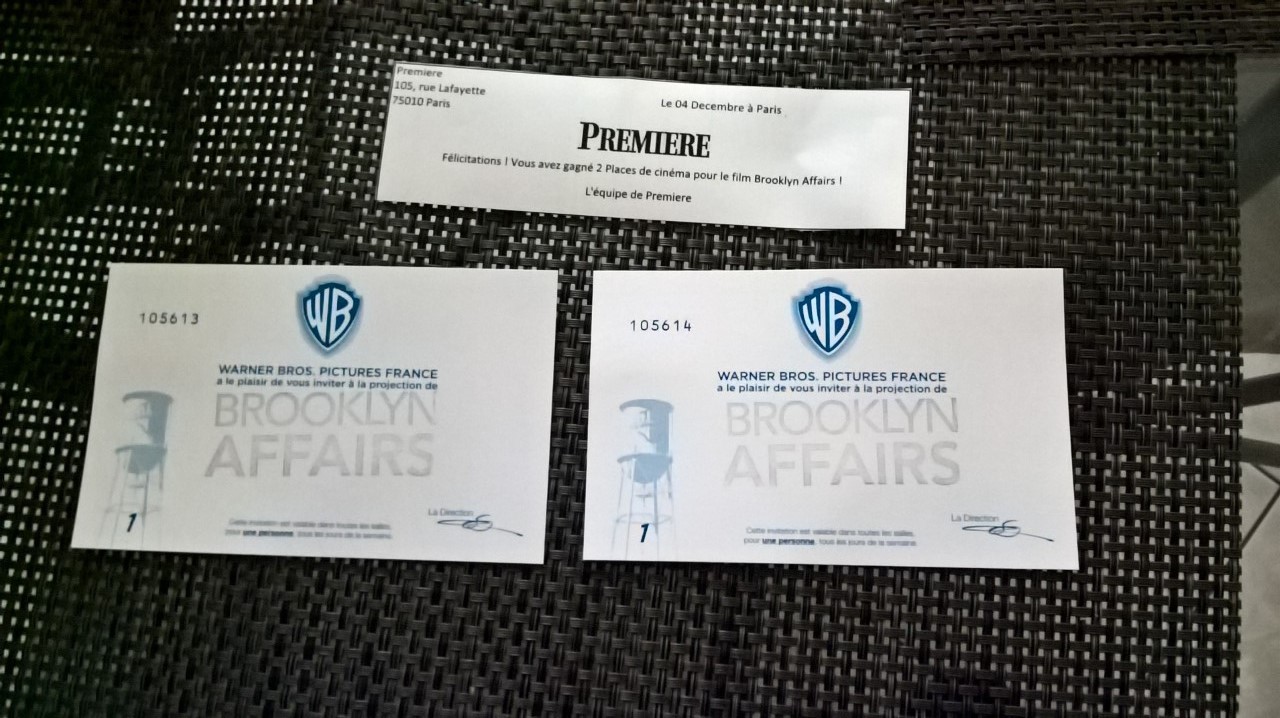 Premiere
105, rue Lafayette
75010 Paris
Le 04 Decembre à Paris
PREMIERE
Félicitations ! Vous avez gagné 2 Places de cinéma pour le film Brooklyn Affairs !
L'équipe de Premiere
105613
WB
WARNER BROS. PICTURES FRANCE
a le plaisir de vous inviter à la projection de
BROOKLYN
AFFAIRS
La Direction
1
Cette invitation est valable dans toutes les salles,
pour une personne, tous les jours de la semaine.
105614
WB
WARNER BROS. PICTURES FRANCE
a le plaisir de vous inviter à la projection de
BROOKLYN
AFFAIRS
La Direction
1
Cette invitation est valable dans toutes les salles,
pour une personne, tous les jours de la semaine.